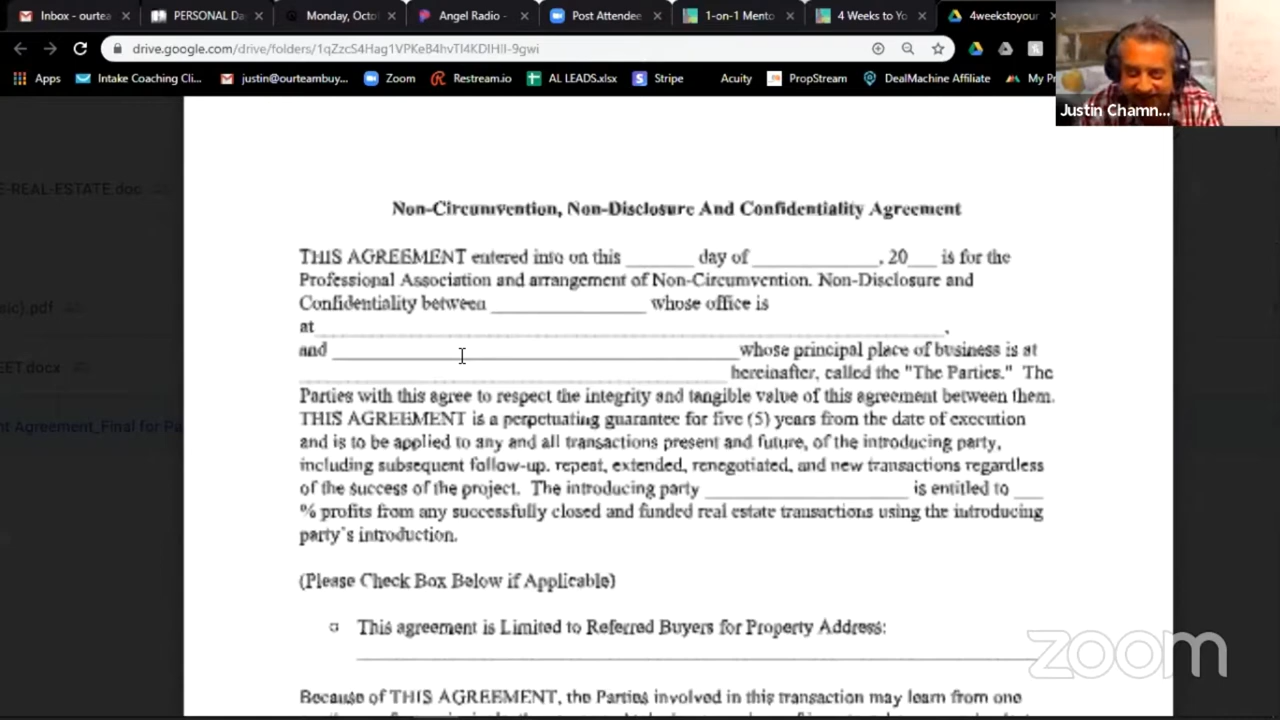 Inbox - ourtea
PERSONAL Da
Monday, Octo
Angel Radio -
Post Attendee
1-on-1 Mento
4 Weeks to Yo
4weekstoyour
drive.google.com/drive/folders/1qZzcS4Hag1VPKeB4hvTI4KDIHIl-9gwi
Apps
Intake Coaching Cli...
justin@ourteambuy...
Zoom
Restream.io
AL LEADS.xlsx
Stripe
Acuity
PropStream
DealMachine Affiliate
My Pr
Justin Chamn...
E-REAL-ESTATE.doc
sic).pdf
EET.docx
nt Agreement_Final for Pa
Non-Circumvention, Non-Disclosure And Confidentiality Agreement
THIS AGREEMENT entered into on this ______ day of ___________, 20___ is for the
Professional Association and arrangement of Non-Circumvention. Non-Disclosure and
Confidentiality between ______________ whose office is
at_________________________________________________________,
and _____________________________________whose principal place of business is at
_______________________________________ hereinafter, called the "The Parties." The
Parties with this agree to respect the integrity and tangible value of this agreement between them.
THIS AGREEMENT is a perpetuating guarantee for five (5) years from the date of execution
and is to be applied to any and all transactions present and future, of the introducing party,
including subsequent follow-up. repeat, extended, renegotiated, and new transactions regardless
of the success of the project. The introducing party __________________ is entitled to ___
% profits from any successfully closed and funded real estate transactions using the introducing
party's introduction.
(Please Check Box Below if Applicable)
This agreement is Limited to Referred Buyers for Property Address:
______________________________________________________________
Because of THIS AGREEMENT, the Parties involved in this transaction may learn from one
zoom